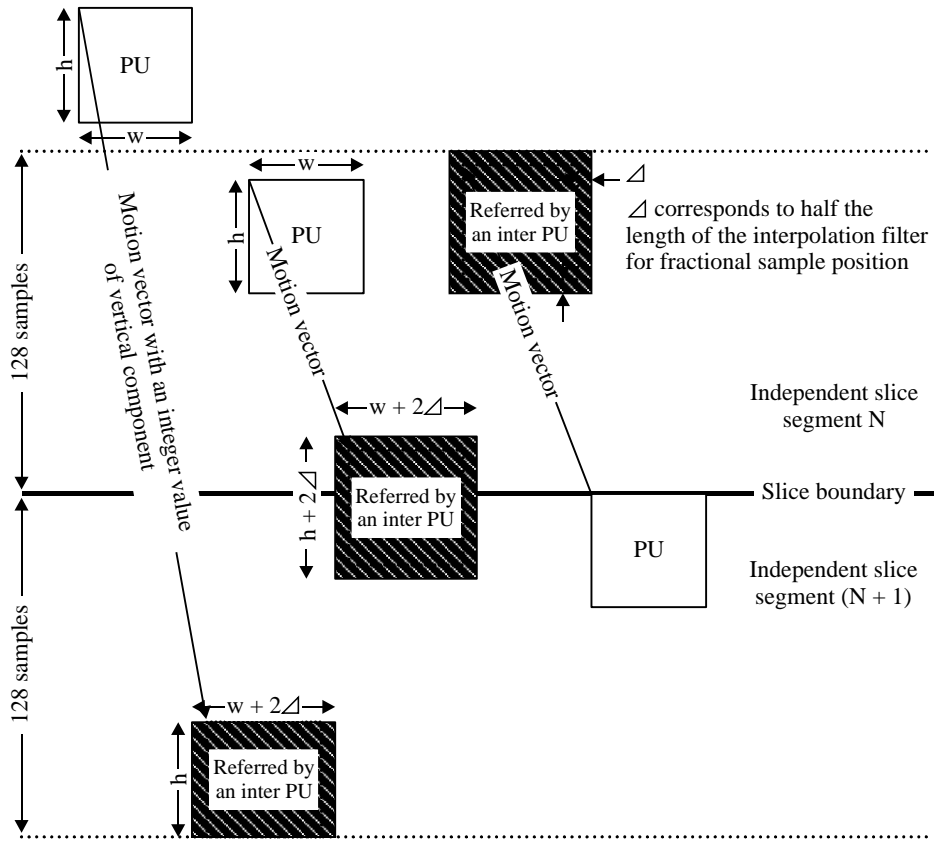 PU
h
w
128 samples
Motion vector with an integer value
of vertical component
w
h
PU
Motion vector
Referred by
an inter PU
⊿
⊿ corresponds to half the
length of the interpolation filter
for fractional sample position
Motion vector
w + 2⊿
h + 2⊿
Referred by
an inter PU
Independent slice
segment N
Slice boundary
PU
Independent slice
segment (N + 1)
128 samples
w + 2⊿
h
Referred by
an inter PU